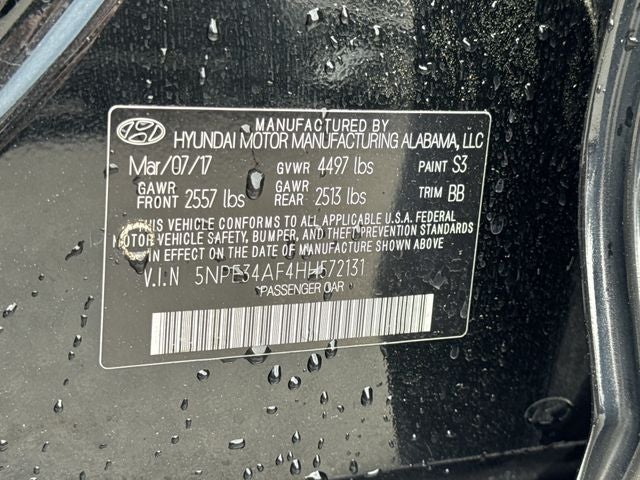 MANUFACTURED BY
HYUNDAI MOTOR MANUFACTURING ALABAMA, LLC
Mar/07/17 GVWR 4497 lbs PAINT S3
GAWR FRONT 2557 lbs GAWR REAR 2513 lbs TRIM BB
THIS VEHICLE CONFORMS TO ALL APPLICABLE U.S.A. FEDERAL
MOTOR VEHICLE SAFETY, BUMPER, AND THEFT PREVENTION STANDARDS
IN EFFECT ON THE DATE OF MANUFACTURE SHOWN ABOVE
V.I.N 5NPE34AF4HH572131
PASSENGER CAR